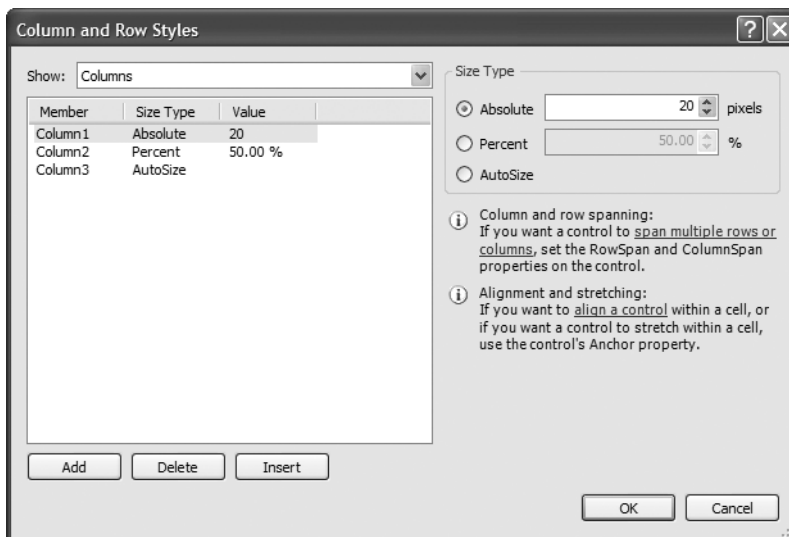 Column and Row Styles
Show: Columns
Member Size Type Value
Column1 Absolute 20
Column2 Percent 50.00 %
Column3 AutoSize
Add Delete Insert
Size Type
Absolute 20 pixels
Percent 50.00 %
AutoSize
Column and row spanning:
If you want a control to span multiple rows or
columns, set the RowSpan and ColumnSpan
properties on the control.
Alignment and stretching:
If you want to align a control within a cell, or
if you want a control to stretch within a cell,
use the control's Anchor property.
OK Cancel